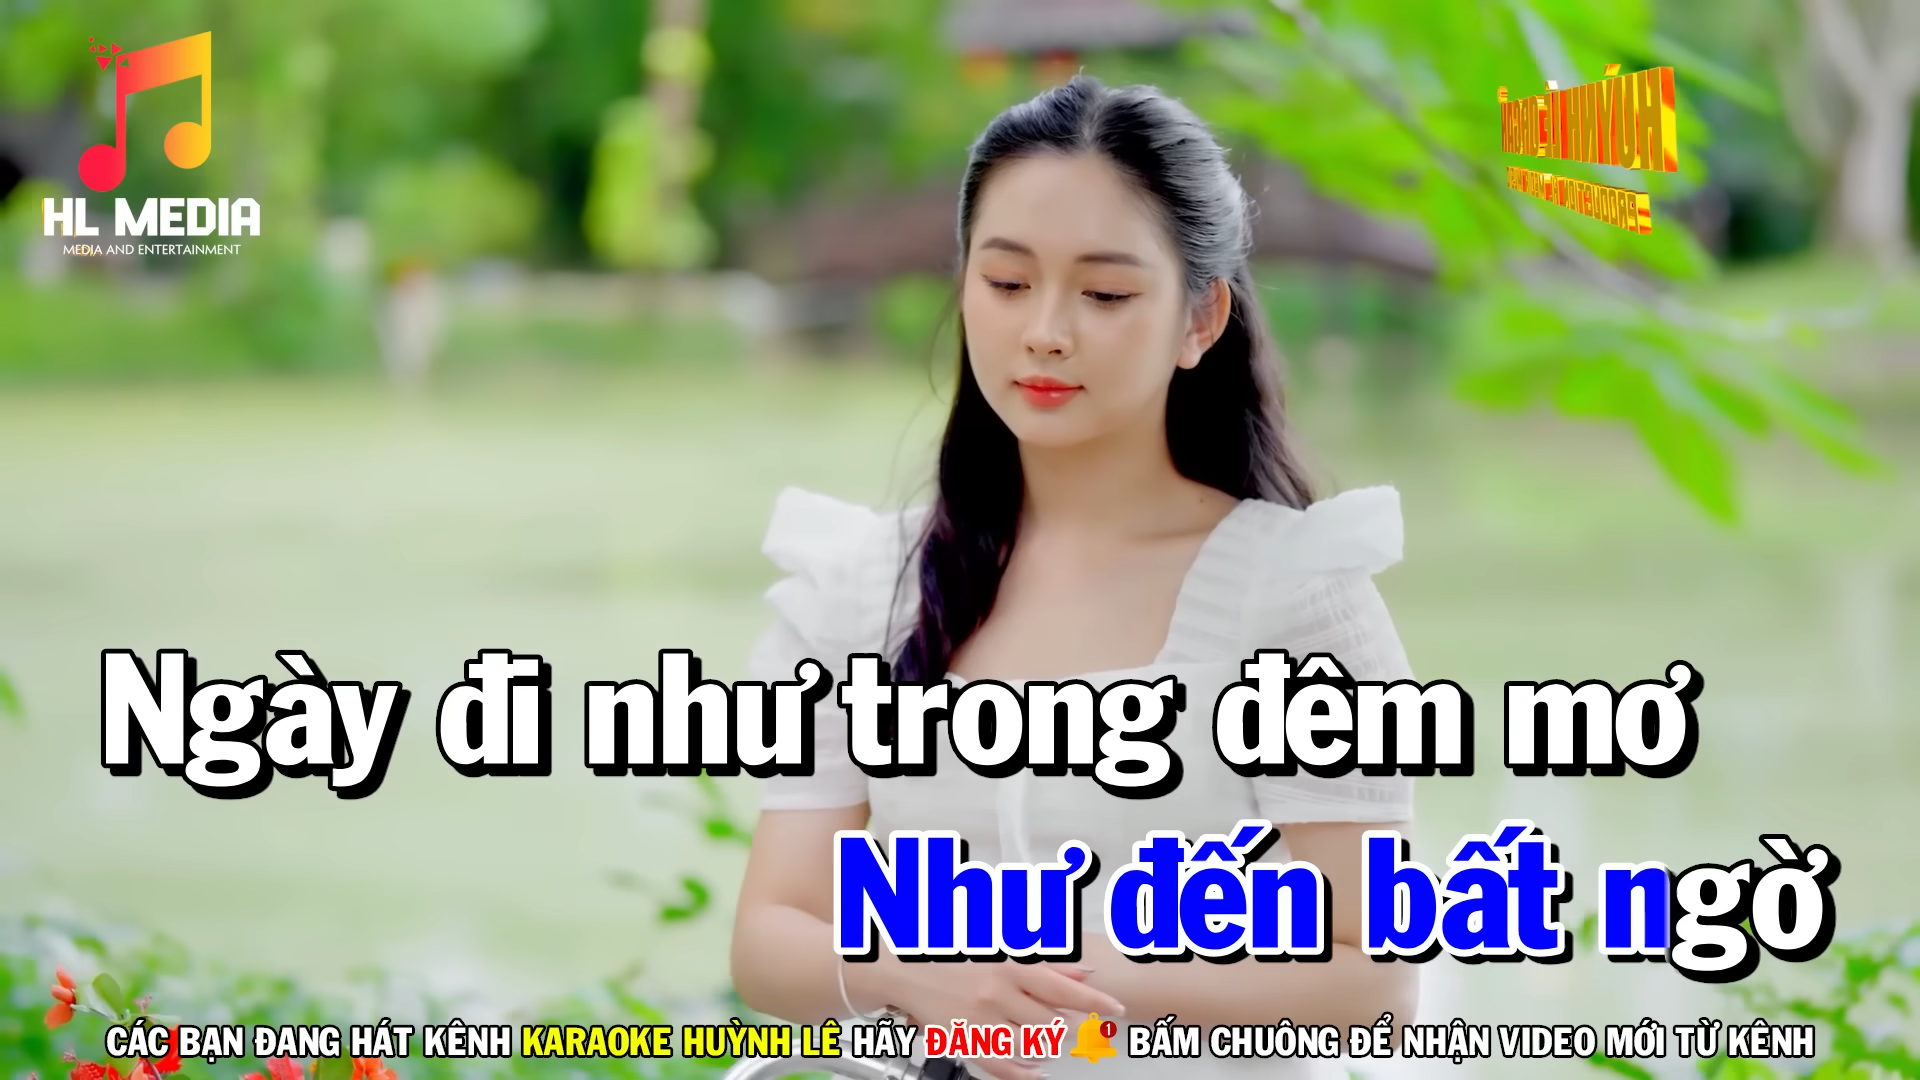 HL MEDIA
MEDIA AND ENTERTAINMENT
Ngày đi như trong đêm mơ
Như đến bất ngờ
CÁC BẠN ĐANG HÁT KÊNH KARAOKE HUỲNH LÊ HÃY ĐĂNG KÝ 1 BẤM CHUÔNG ĐỂ NHẬN VIDEO MỚI TỪ KÊNH